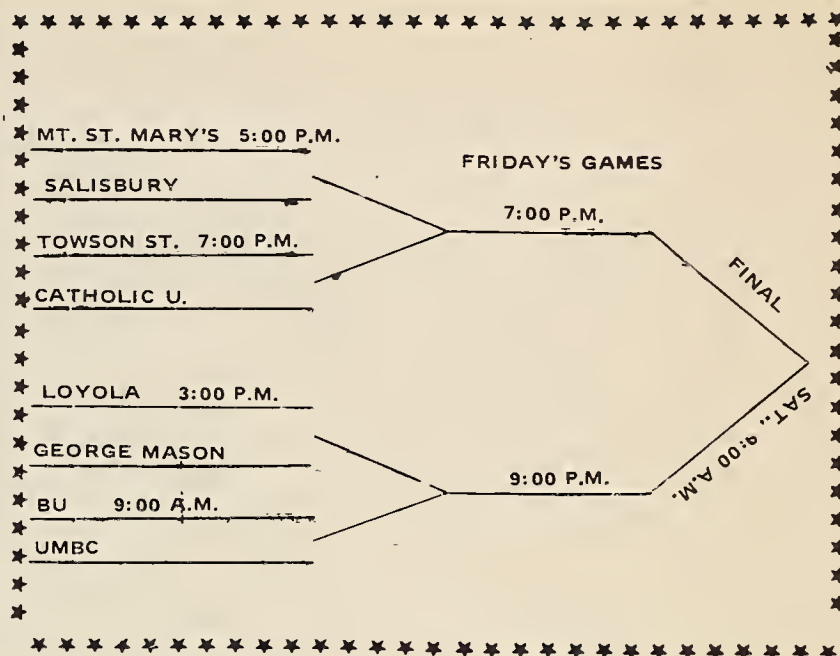 MT. ST. MARY'S 5:00 P.M.
SALISBURY
TOWSON ST. 7:00 P.M.
CATHOLIC U.
LOYOLA 3:00 P.M.
GEORGE MASON
BU 9:00 A.M.
UMBC
FRIDAY'S GAMES
7:00 P.M.
9:00 P.M.
FINAL
SAT., 9:00 A.M.